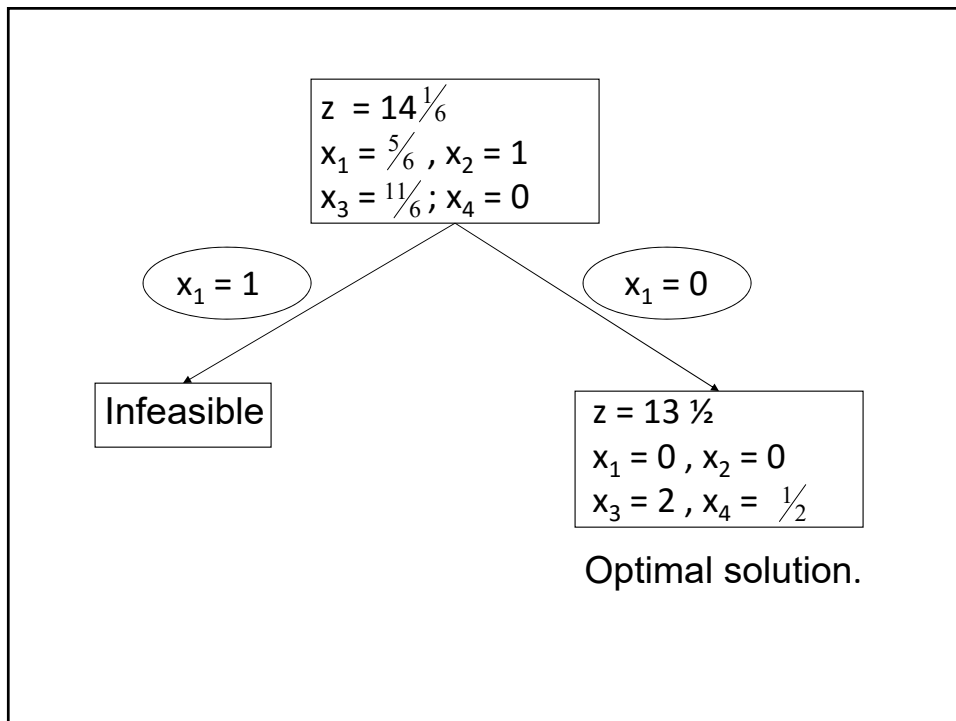 z = 14 1/6
x₁ = 5/6 , x₂ = 1
x₃ = 11/6 ; x₄ = 0
x₁ = 1
x₁ = 0
Infeasible
z = 13 ½
x₁ = 0 , x₂ = 0
x₃ = 2 , x₄ = 1/2
Optimal solution.